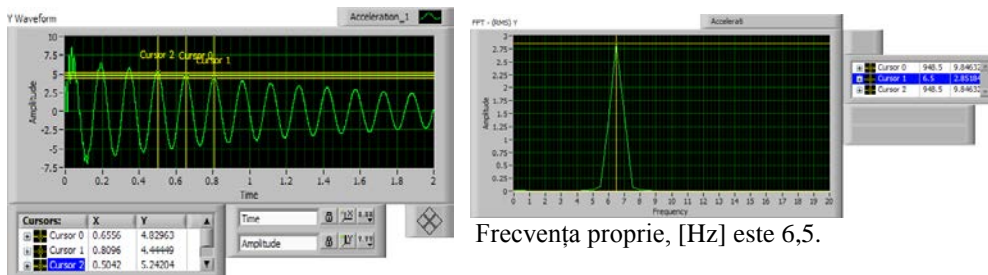 Y Waveform
Acceleration_1
10
7.5
5
2.5
0
-2.5
-5
-7.5
Amplitude
Cursor 2
Cursor 0
Cursor 1
0 0.2 0.4 0.6 0.8 1 1.2 1.4 1.6 1.8 2
Time
Cursors: X Y
Cursor 0 0.6556 4.82963
Cursor 1 0.8096 4.44449
Cursor 2 0.5042 5.24204
Time
Amplitude
FFT - (RMS) Y
Accelerati
3
2.75
2.5
2.25
2
1.75
1.5
1.25
1
0.75
0.5
0.25
0
Amplitude
0 1 2 3 4 5 6 7 8 9 10 11 12 13 14 15 16 17 18 19 20
Frequency
Cursor 0 948.5 9.84632
Cursor 1 6.5 2.85184
Cursor 2 948.5 9.84632
Frecvența proprie, [Hz] este 6,5.